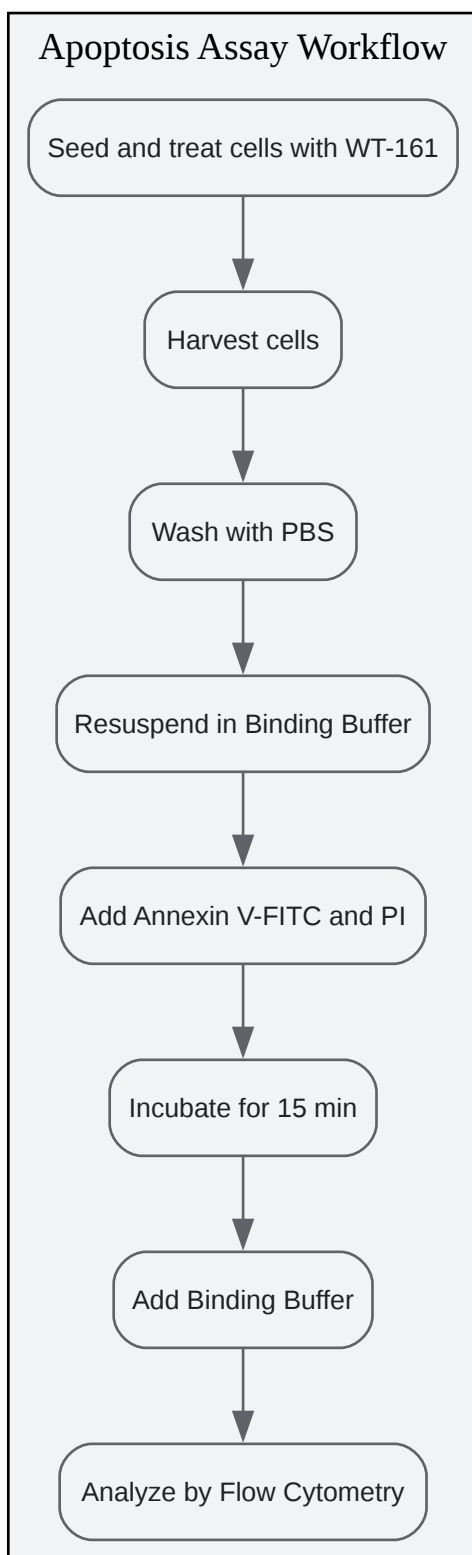 Apoptosis Assay Workflow
Seed and treat cells with WT-161
Harvest cells
Wash with PBS
Resuspend in Binding Buffer
Add Annexin V-FITC and PI
Incubate for 15 min
Add Binding Buffer
Analyze by Flow Cytometry